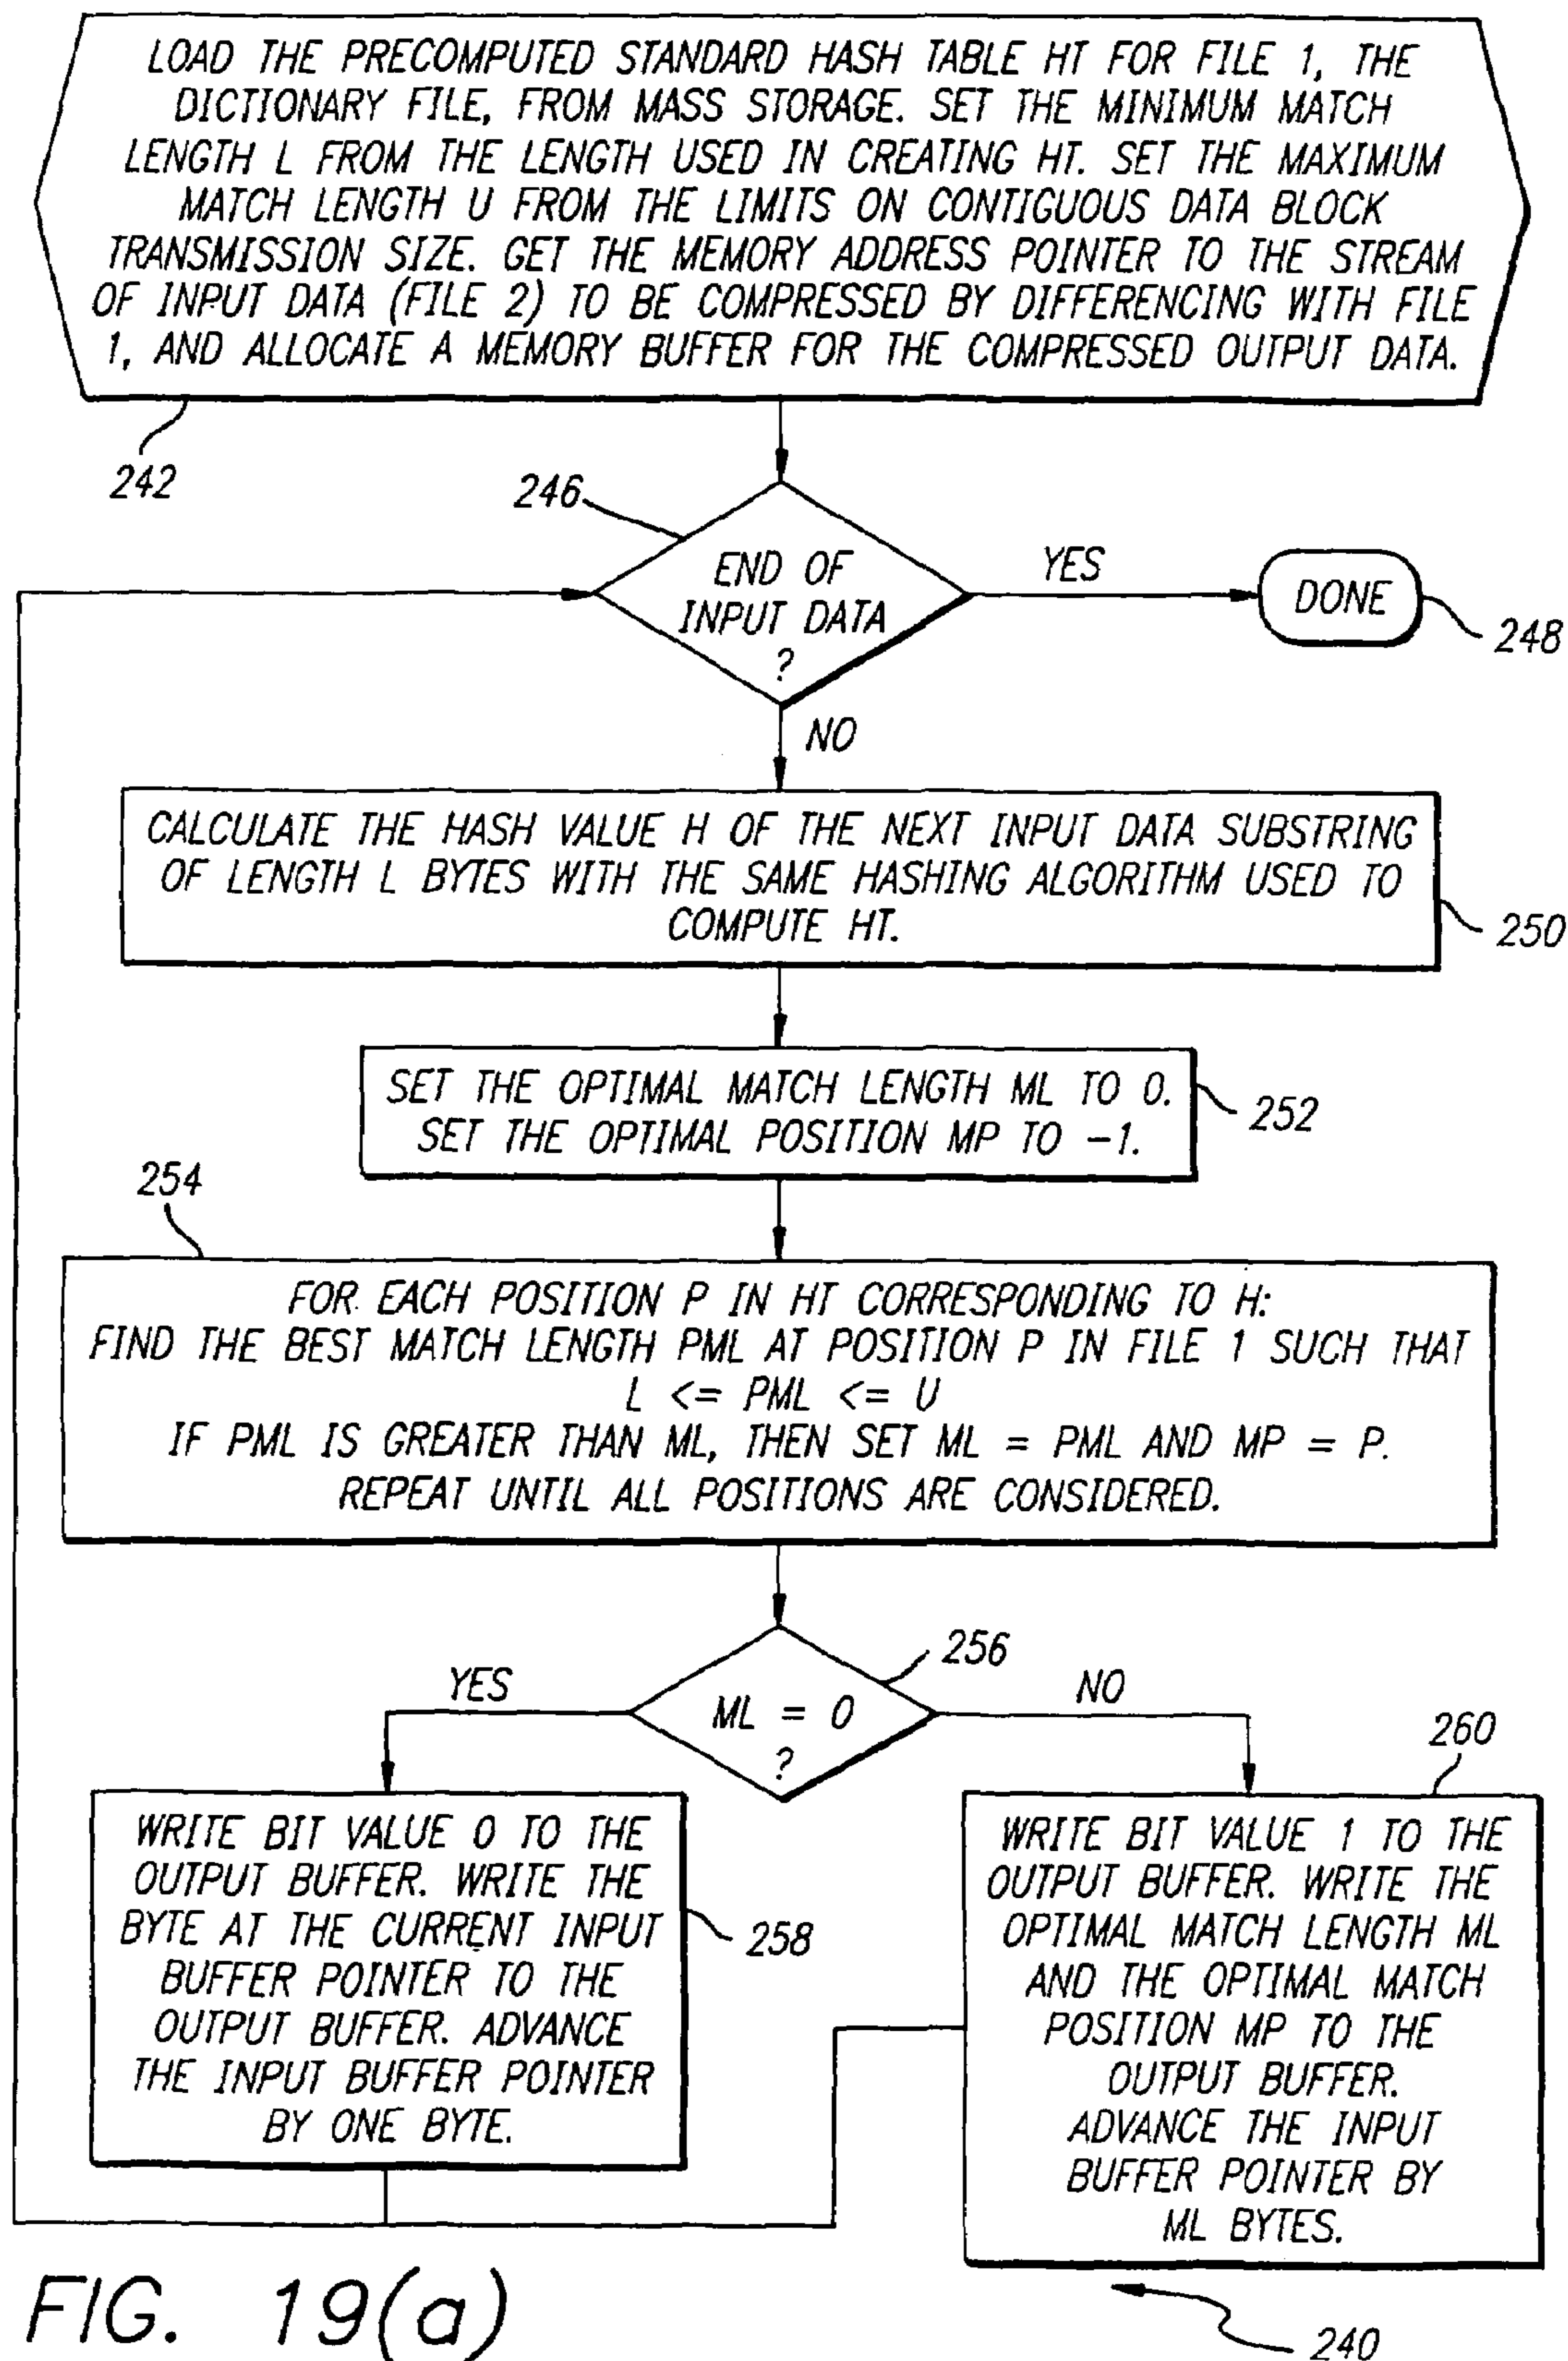 LOAD THE PRECOMPUTED STANDARD HASH TABLE HT FOR FILE 1, THE
DICTIONARY FILE, FROM MASS STORAGE. SET THE MINIMUM MATCH
LENGTH L FROM THE LENGTH USED IN CREATING HT. SET THE MAXIMUM
MATCH LENGTH U FROM THE LIMITS ON CONTIGUOUS DATA BLOCK
TRANSMISSION SIZE. GET THE MEMORY ADDRESS POINTER TO THE STREAM
OF INPUT DATA (FILE 2) TO BE COMPRESSED BY DIFFERENCING WITH FILE
1, AND ALLOCATE A MEMORY BUFFER FOR THE COMPRESSED OUTPUT DATA.
242
246
END OF
INPUT DATA
?
YES
DONE
248
NO
CALCULATE THE HASH VALUE H OF THE NEXT INPUT DATA SUBSTRING
OF LENGTH L BYTES WITH THE SAME HASHING ALGORITHM USED TO
COMPUTE HT.
250
SET THE OPTIMAL MATCH LENGTH ML TO 0.
SET THE OPTIMAL POSITION MP TO -1.
252
254
FOR EACH POSITION P IN HT CORRESPONDING TO H:
FIND THE BEST MATCH LENGTH PML AT POSITION P IN FILE 1 SUCH THAT
L <= PML <= U
IF PML IS GREATER THAN ML, THEN SET ML = PML AND MP = P.
REPEAT UNTIL ALL POSITIONS ARE CONSIDERED.
256
YES
ML = 0
?
NO
260
WRITE BIT VALUE 0 TO THE
OUTPUT BUFFER. WRITE THE
BYTE AT THE CURRENT INPUT
BUFFER POINTER TO THE
OUTPUT BUFFER. ADVANCE
THE INPUT BUFFER POINTER
BY ONE BYTE.
258
WRITE BIT VALUE 1 TO THE
OUTPUT BUFFER. WRITE THE
OPTIMAL MATCH LENGTH ML
AND THE OPTIMAL MATCH
POSITION MP TO THE
OUTPUT BUFFER.
ADVANCE THE INPUT
BUFFER POINTER BY
ML BYTES.
FIG. 19(a)
240